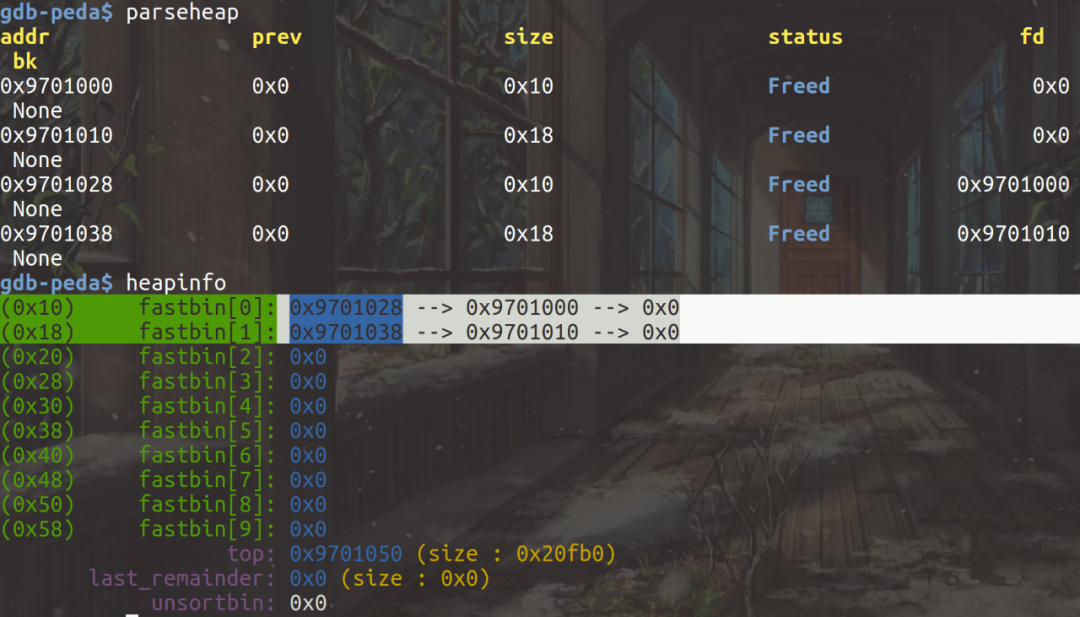 gdb-peda$ parseheap
addr prev size status fd
bk
0x9701000 0x0 0x10 Freed 0x0
None
0x9701010 0x0 0x18 Freed 0x0
None
0x9701028 0x0 0x10 Freed 0x9701000
None
0x9701038 0x0 0x18 Freed 0x9701010
None
gdb-peda$ heapinfo
(0x10) fastbin[0]: 0x9701028 --> 0x9701000 --> 0x0
(0x18) fastbin[1]: 0x9701038 --> 0x9701010 --> 0x0
(0x20) fastbin[2]: 0x0
(0x28) fastbin[3]: 0x0
(0x30) fastbin[4]: 0x0
(0x38) fastbin[5]: 0x0
(0x40) fastbin[6]: 0x0
(0x48) fastbin[7]: 0x0
(0x50) fastbin[8]: 0x0
(0x58) fastbin[9]: 0x0
top: 0x9701050 (size : 0x20fb0)
last_remainder: 0x0 (size : 0x0)
unsortbin: 0x0